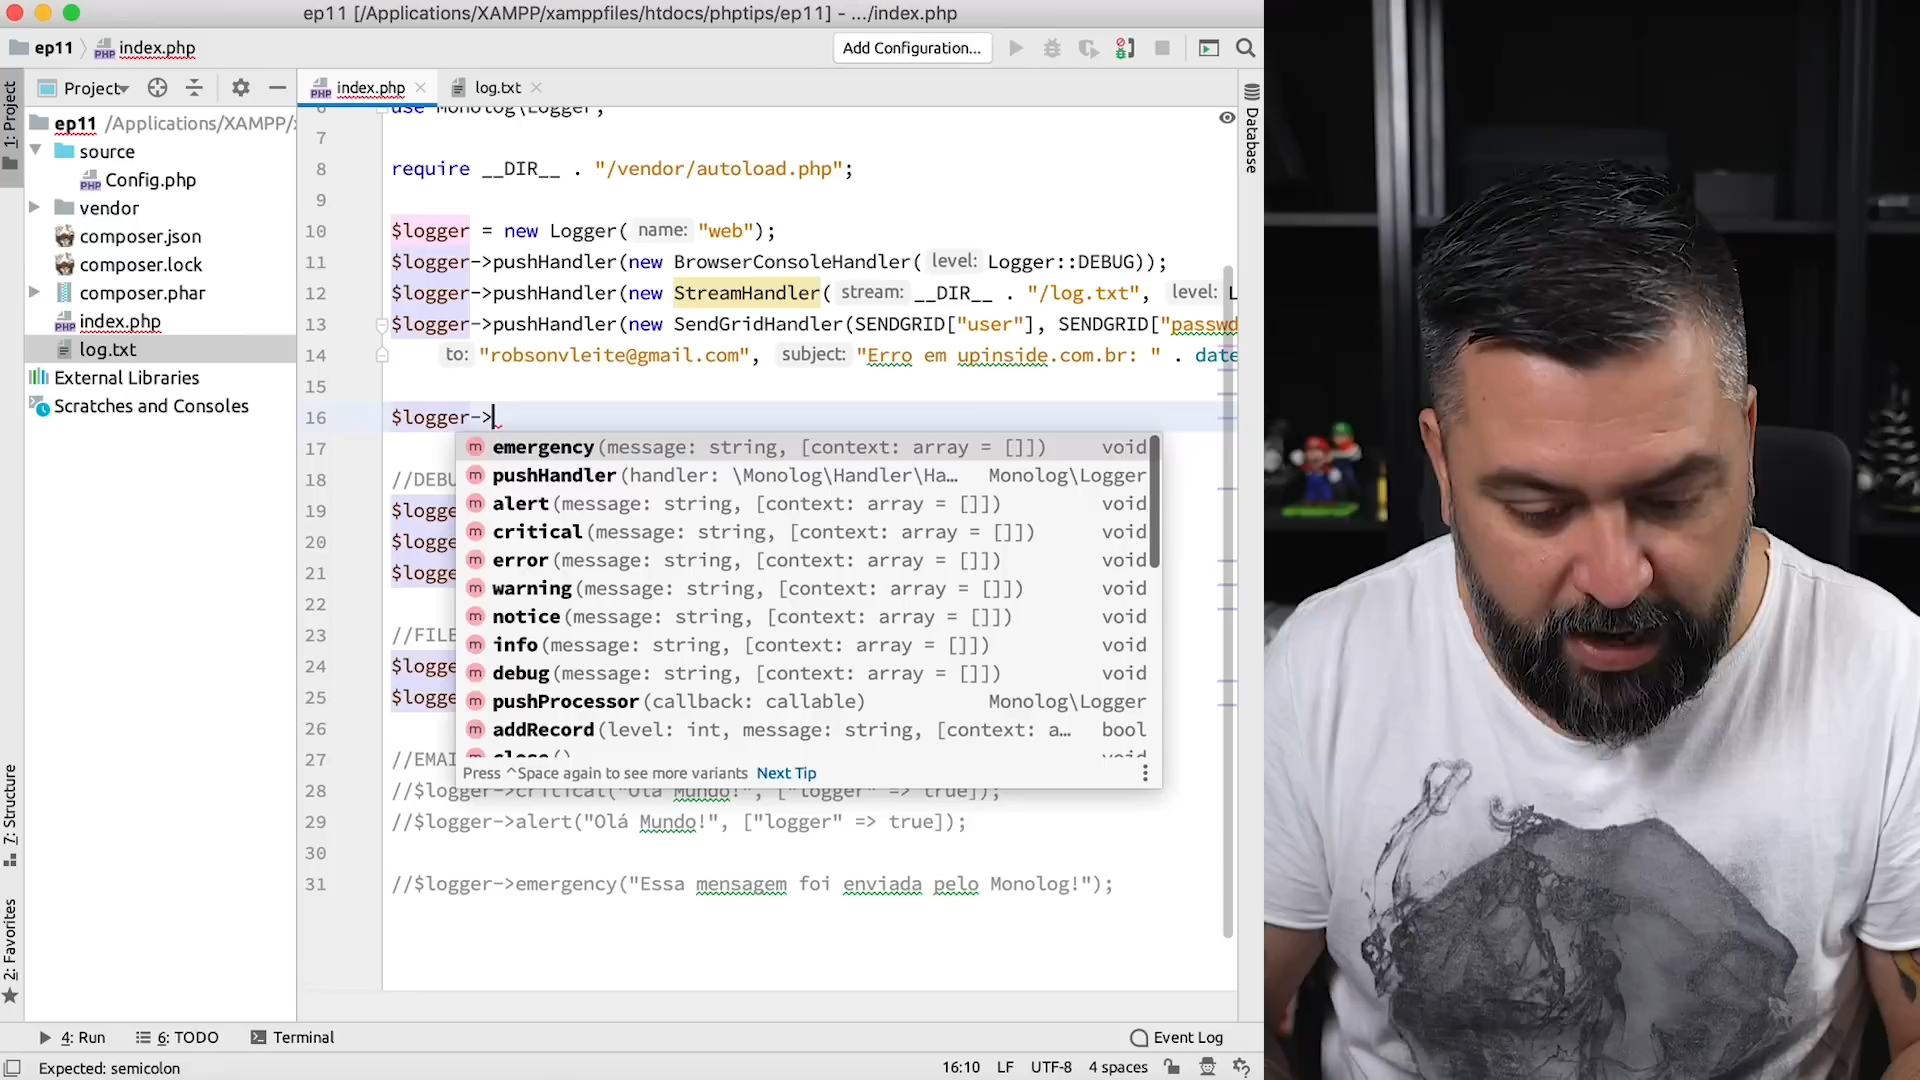 ep11 [/Applications/XAMPP/xamppfiles/htdocs/phptips/ep11] - .../index.php
ep11 index.php
Add Configuration...
1: Project
Project
index.php
log.txt
Database
ep11 /Applications/XAMPP/
source
Config.php
vendor
composer.json
composer.lock
composer.phar
index.php
log.txt
External Libraries
Scratches and Consoles
6 use Monolog\Logger;
7
8 require __DIR__ . "/vendor/autoload.php";
9
10 $logger = new Logger( name: "web");
11 $logger->pushHandler(new BrowserConsoleHandler( level: Logger::DEBUG));
12 $logger->pushHandler(new StreamHandler( stream: __DIR__ . "/log.txt", level: L
13 $logger->pushHandler(new SendGridHandler(SENDGRID["user"], SENDGRID["passwd
14 to: "robsonvleite@gmail.com", subject: "Erro em upinside.com.br: " . date
15
16 $logger->
emergency(message: string, [context: array = []]) void
pushHandler(handler: \Monolog\Handler\Ha… Monolog\Logger
alert(message: string, [context: array = []]) void
critical(message: string, [context: array = []]) void
error(message: string, [context: array = []]) void
warning(message: string, [context: array = []]) void
notice(message: string, [context: array = []]) void
info(message: string, [context: array = []]) void
debug(message: string, [context: array = []]) void
pushProcessor(callback: callable) Monolog\Logger
addRecord(level: int, message: string, [context: a… bool
close() void
Press ^Space again to see more variants Next Tip
17
18 //DEBU
19 $logge
20 $logge
21 $logge
22
23 //FILE
24 $logge
25 $logge
26
27 //EMAI
28 //$logger->critical("Olá Mundo!", ["logger" => true]);
29 //$logger->alert("Olá Mundo!", ["logger" => true]);
30
31 //$logger->emergency("Essa mensagem foi enviada pelo Monolog!");
7: Structure
2: Favorites
4: Run
6: TODO
Terminal
Event Log
Expected: semicolon
16:10 LF UTF-8 4 spaces